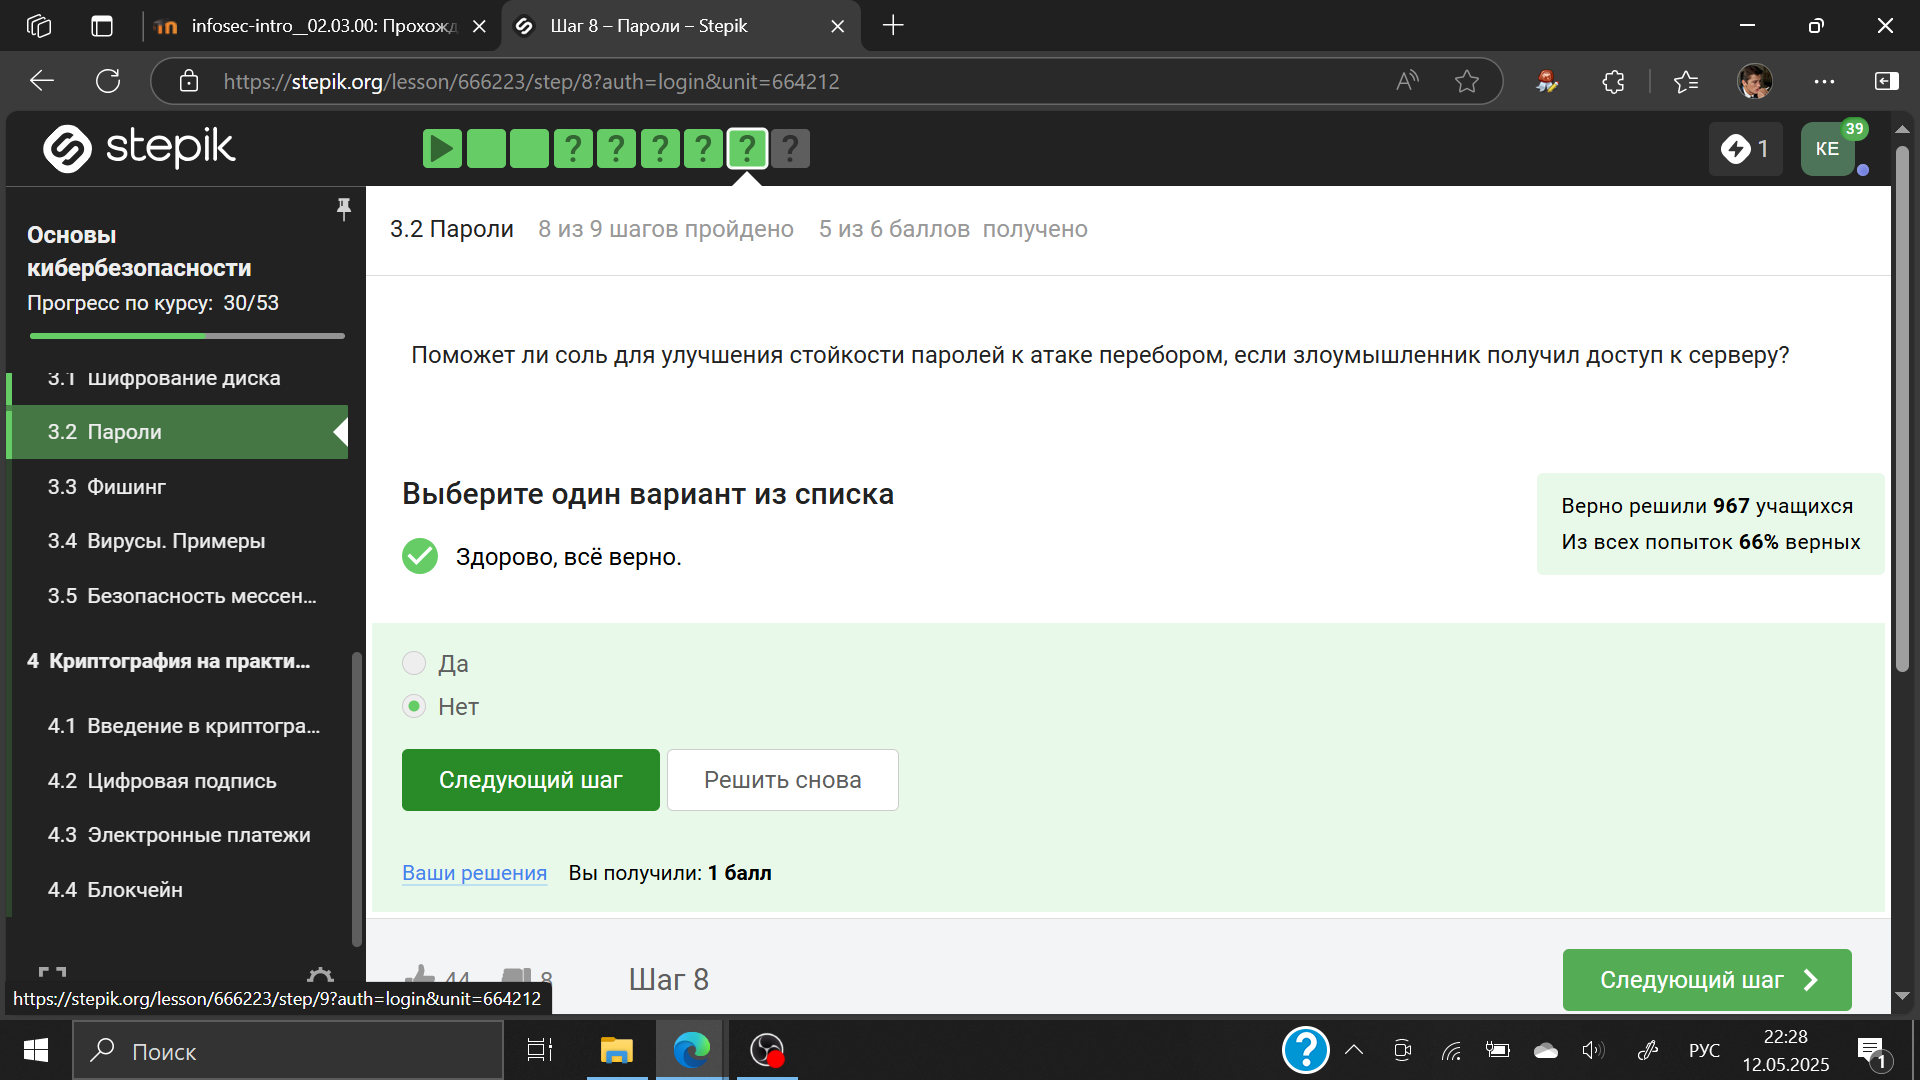 infosec-intro__02.03.00: Прохожд
Шаг 8 – Пароли – Stepik
https://stepik.org/lesson/666223/step/8?auth=login&unit=664212
stepik
? ? ? ? ? ?
1
KE
39
Основы
кибербезопасности
Прогресс по курсу: 30/53
3.1 Шифрование диска
3.2 Пароли
3.3 Фишинг
3.4 Вирусы. Примеры
3.5 Безопасность мессен...
4 Криптография на практи...
4.1 Введение в криптогра...
4.2 Цифровая подпись
4.3 Электронные платежи
4.4 Блокчейн
3.2 Пароли 8 из 9 шагов пройдено 5 из 6 баллов получено
Поможет ли соль для улучшения стойкости паролей к атаке перебором, если злоумышленник получил доступ к серверу?
Выберите один вариант из списка
Здорово, всё верно.
Верно решили 967 учащихся
Из всех попыток 66% верных
Да
Нет
Следующий шаг
Решить снова
Ваши решения Вы получили: 1 балл
44 8
Шаг 8
Следующий шаг
https://stepik.org/lesson/666223/step/9?auth=login&unit=664212
Поиск
?
РУС
22:28
12.05.2025
1